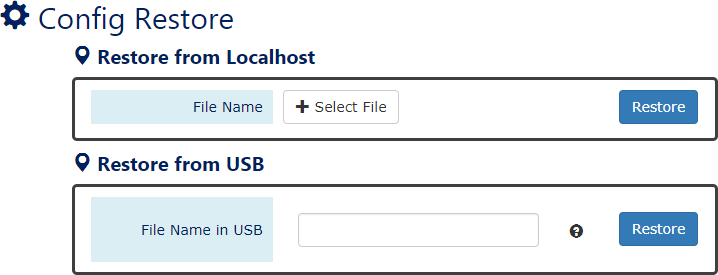 Config Restore
Restore from Localhost
File Name
Select File
Restore
Restore from USB
File Name in USB
Restore